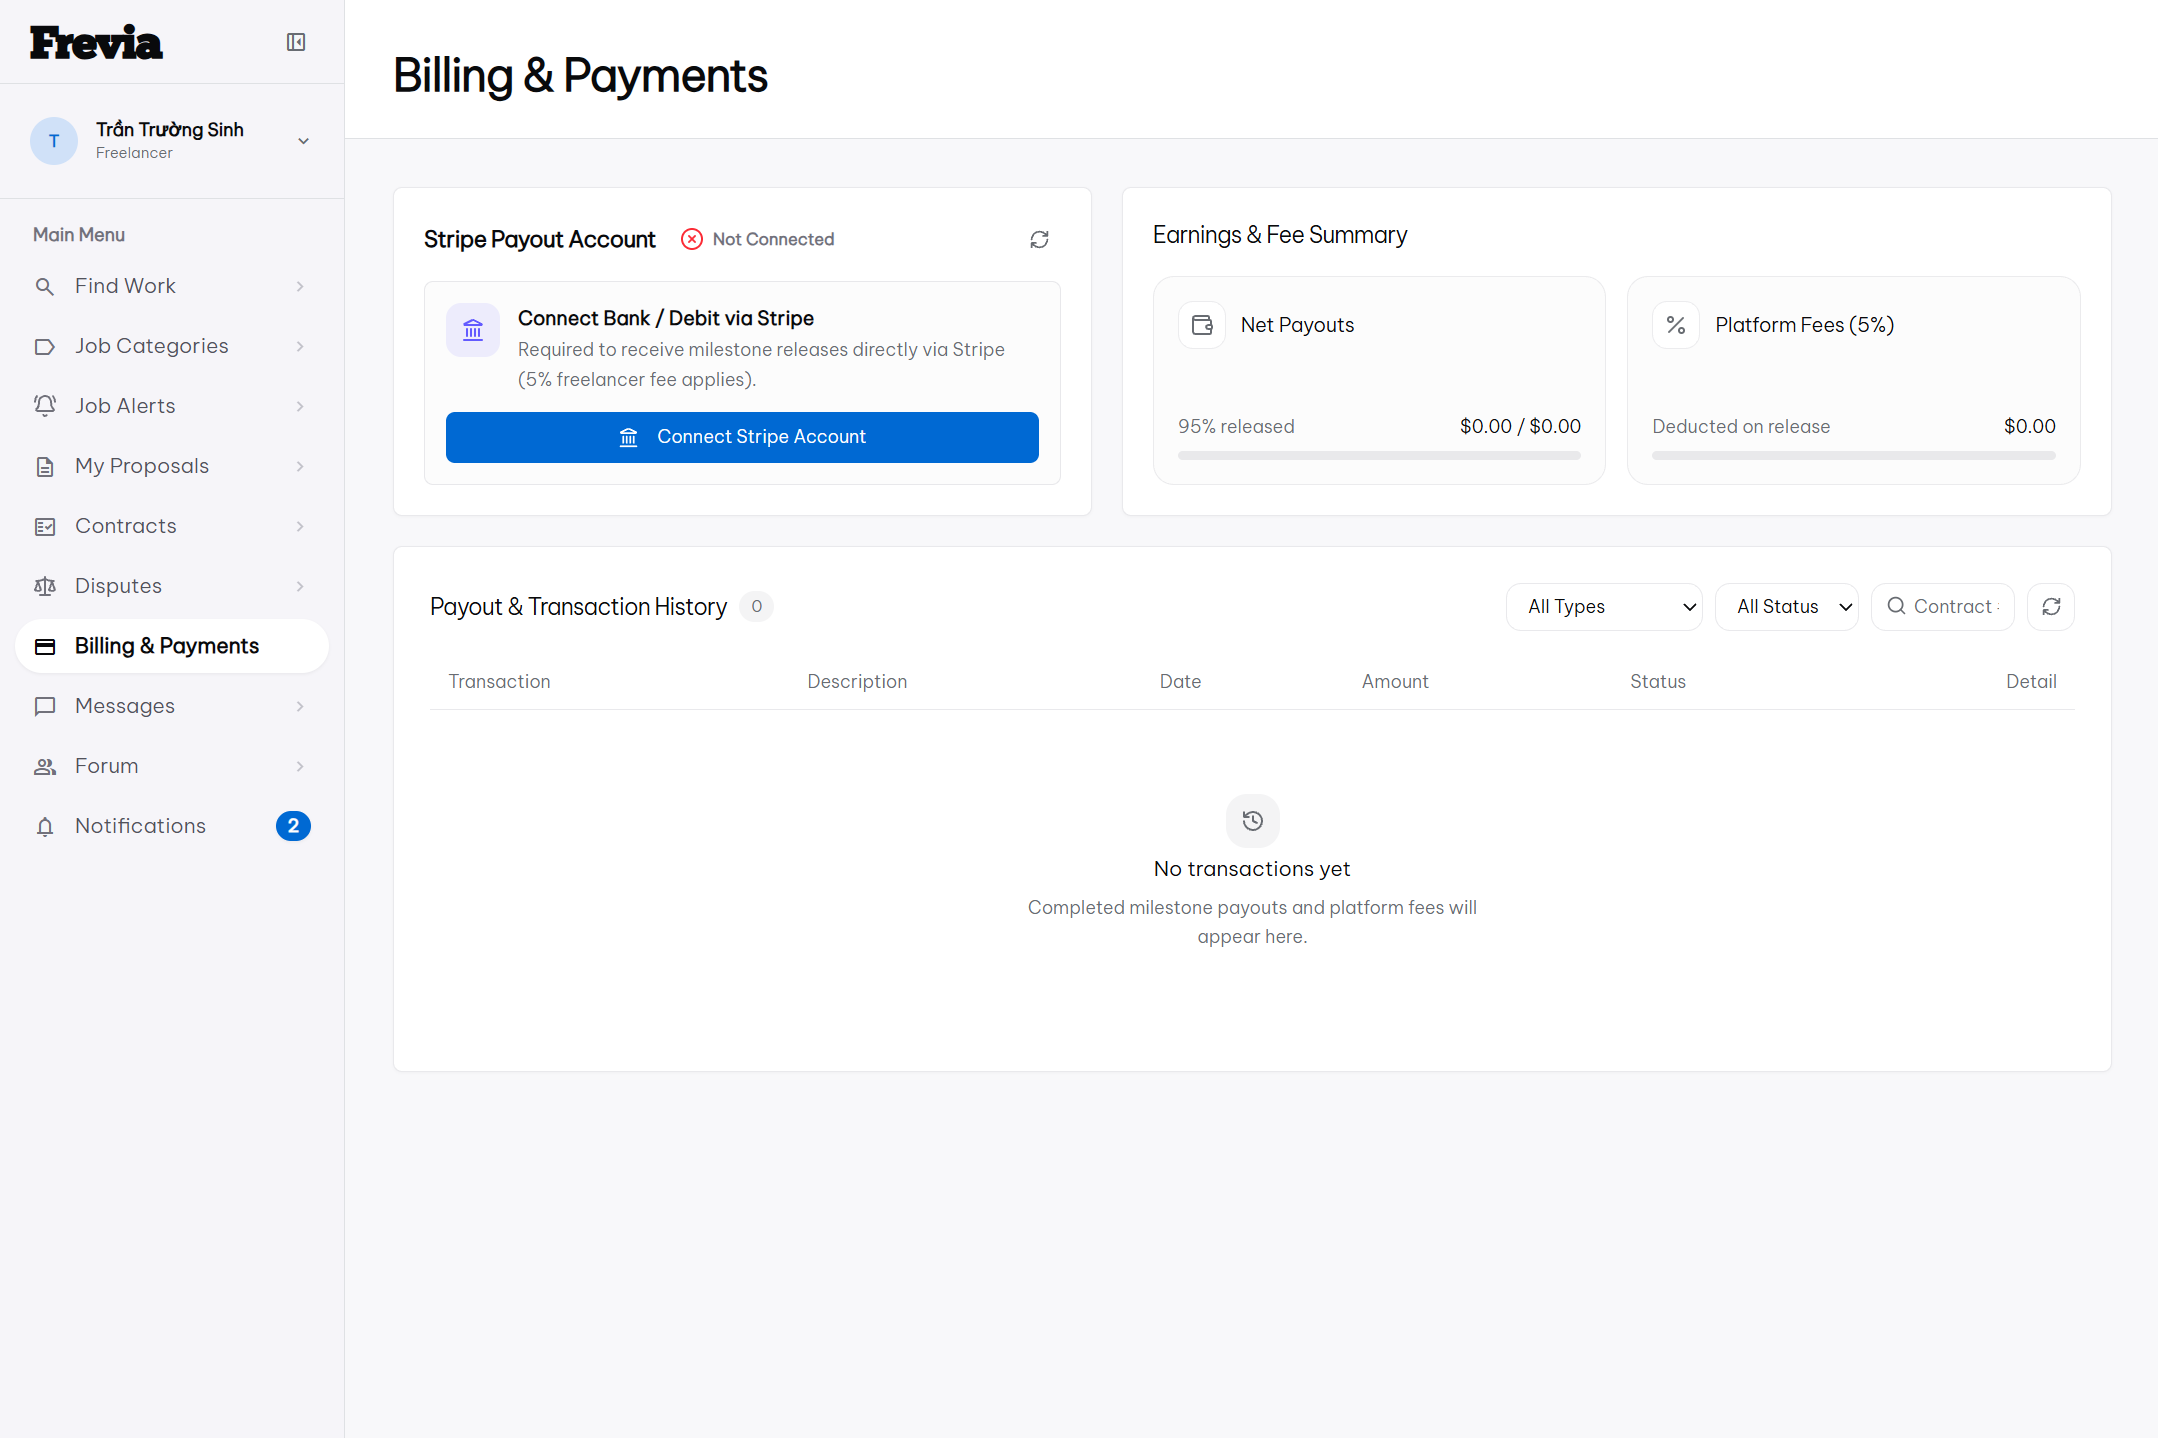 Frevia
T
Trần Trường Sinh
Freelancer
Main Menu
Find Work
Job Categories
Job Alerts
My Proposals
Contracts
Disputes
Billing & Payments
Messages
Forum
Notifications
2
Billing & Payments
Stripe Payout Account
Not Connected
Connect Bank / Debit via Stripe
Required to receive milestone releases directly via Stripe
(5% freelancer fee applies).
Connect Stripe Account
Earnings & Fee Summary
Net Payouts
95% released
$0.00 / $0.00
Platform Fees (5%)
Deducted on release
$0.00
Payout & Transaction History
0
All Types
All Status
Contract
Transaction
Description
Date
Amount
Status
Detail
No transactions yet
Completed milestone payouts and platform fees will
appear here.